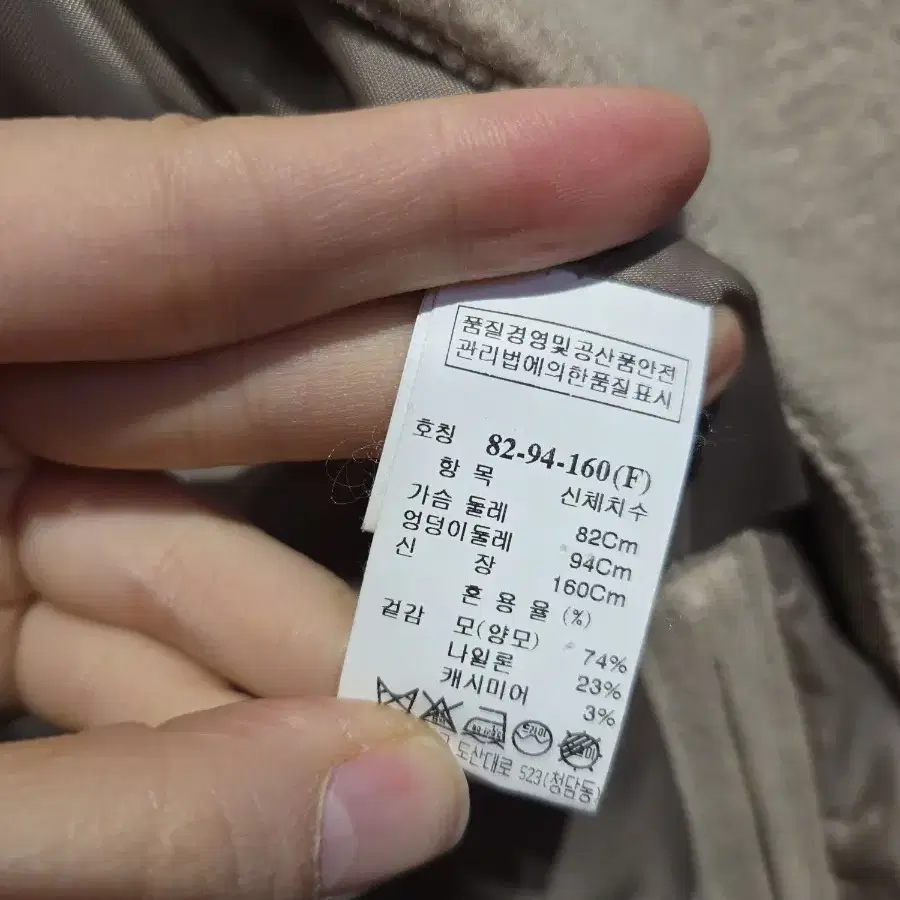 품질경영및공산품안전
관리법에의한품질표시
호칭 82-94-160(F)
항 목 신체치수
가슴 둘레 82Cm
엉덩이둘레 94Cm
신 장 160Cm
혼 용 율 (%)
겉감 모(양모) 74%
나일론 23%
캐시미어 3%
드라이
도산대로 523(청담동)